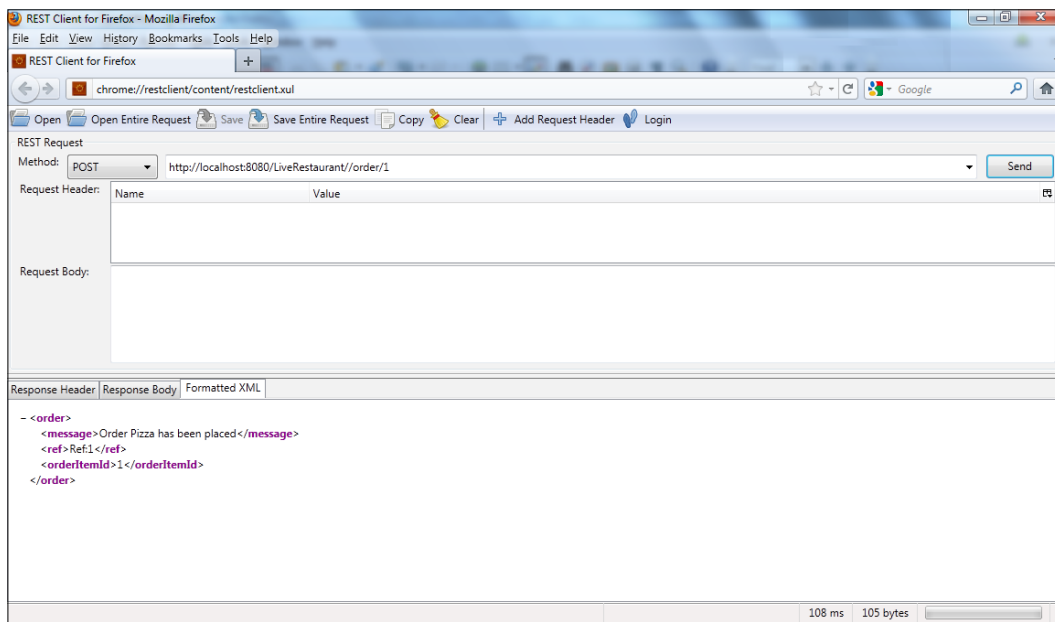 REST Client for Firefox - Mozilla Firefox
File Edit View History Bookmarks Tools Help
REST Client for Firefox +
chrome://restclient/content/restclient.xul Google
Open Open Entire Request Save Save Entire Request Copy Clear Add Request Header Login
REST Request
Method: POST http://localhost:8080/LiveRestaurant//order/1 Send
Request Header: Name Value
Request Body:
Response Header Response Body Formatted XML
– <order>
<message>Order Pizza has been placed</message>
<ref>Ref:1</ref>
<orderItemId>1</orderItemId>
</order>
108 ms 105 bytes